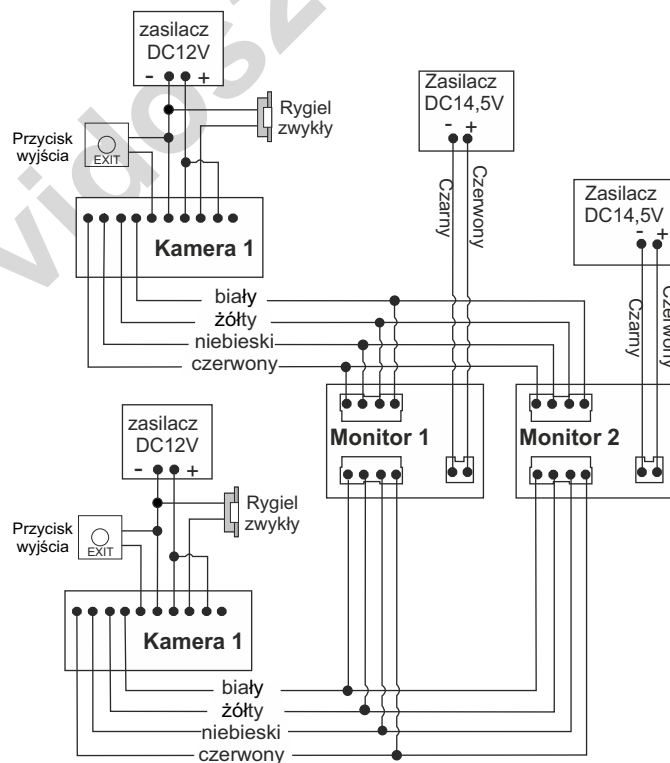 zasilacz
DC12V
- +
Rygiel
zwykły
Przycisk
wyjścia
EXIT
Kamera 1
Zasilacz
DC14,5V
- +
Czarny
Czerwony
Zasilacz
DC14,5V
- +
Czarny
Czerwony
biały
żółty
niebieski
czerwony
Monitor 1
Monitor 2
zasilacz
DC12V
- +
Rygiel
zwykły
Przycisk
wyjścia
EXIT
Kamera 1
biały
żółty
niebieski
czerwony